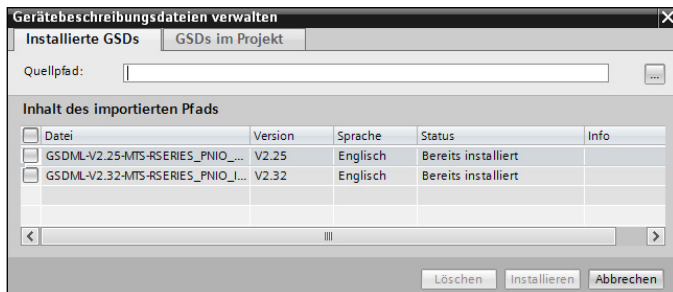 Gerätebeschreibungsdateien verwalten
Installierte GSDs GSDs im Projekt
Quellpfad:
...
Inhalt des importierten Pfads
Datei Version Sprache Status Info
GSDML-V2.25-MTS-RSERIES_PNIO_... V2.25 Englisch Bereits installiert
GSDML-V2.32-MTS-RSERIES_PNIO_I... V2.32 Englisch Bereits installiert
Löschen Installieren Abbrechen